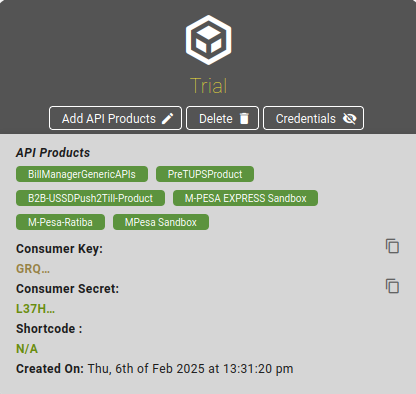 Trial
Add API Products Delete Credentials
API Products
BillManagerGenericAPIs PreTUPSProduct
B2B-USSDPush2Till-Product M-PESA EXPRESS Sandbox
M-Pesa-Ratiba MPesa Sandbox
Consumer Key:
GRQ...
Consumer Secret:
L37H...
Shortcode :
N/A
Created On: Thu, 6th of Feb 2025 at 13:31:20 pm